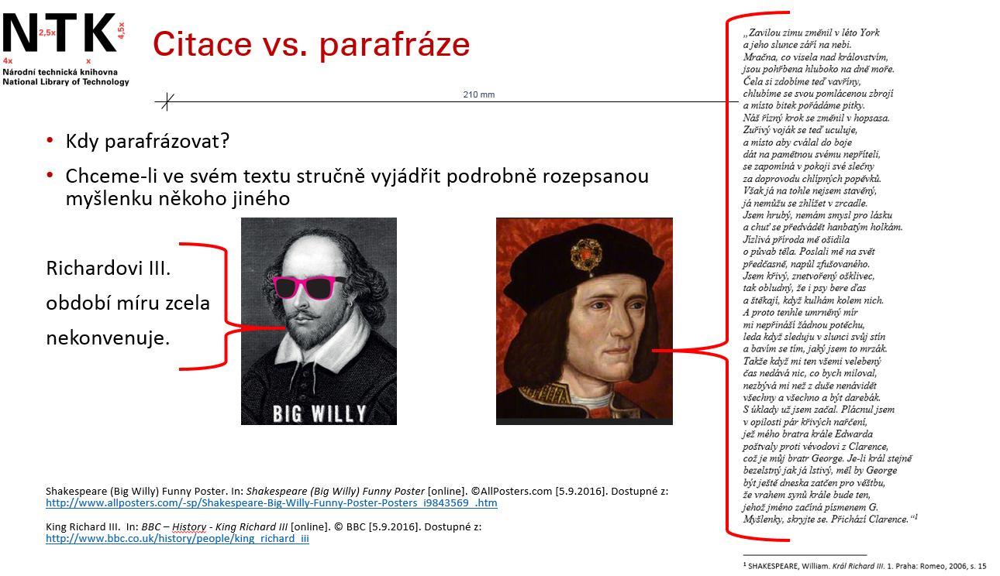 NTK
2,5x
4,5x
4x
x
Národní technická knihovna
National Library of Technology
Citace vs. parafráze
210 mm
• Kdy parafrázovat?
• Chceme-li ve svém textu stručně vyjádřit podrobně rozepsanou
myšlenku někoho jiného
Richardovi III.
období míru zcela
nekonvenuje.
BIG WILLY
„Zavilou zimu změnil v léto York
a jeho slunce září na nebi.
Mračna, co visela nad královstvím,
jsou pohřbena hluboko na dně moře.
Čela si zdobíme teď vavříny,
chlubíme se svou pomlácenou zbrojí
a místo bitek pořádáme pitky.
Náš řízný krok se změnil v hopsasa.
Zuřivý voják se teď uculuje,
a místo aby cválal do boje
dát na pamětnou svému nepříteli,
se zapomíná v pokoji své slečny
za doprovodu chlípných popěvků.
Však já na tohle nejsem stavěný,
já nemůžu se zhlížet v zrcadle.
Jsem hrubý, nemám smysl pro lásku
a chuť se předvádět hanbatým holkám.
Jízlivá příroda mě ošidila
o půvab těla. Poslali mě na svět
předčasně, napůl zfušovaného.
Jsem křivý, znetvořený ošklivec,
tak obludný, že i psy bere ďas
a štěkají, když kulhám kolem nich.
A proto tenhle umrněný mír
mi nepřináší žádnou potěchu,
leda když sleduju v slunci svůj stín
a bavím se tím, jaký jsem to mrzák.
Takže když mi ten všemi velebený
čas nedává nic, co bych miloval,
nezbývá mi než z duše nenávidět
všechny a všechno a být darebák.
S úklady už jsem začal. Plácnul jsem
v opilosti pár křivých nařčení,
jež mého bratra krále Edwarda
poštvaly proti vévodovi z Clarence,
což je můj bratr George. Je-li král stejně
bezelstný jak já lstivý, měl by George
být ještě dneska zatčen pro věštbu,
že vrahem synů krále bude ten,
jehož jméno začíná písmenem G.
Myšlenky, skryjte se. Přichází Clarence.“¹
Shakespeare (Big Willy) Funny Poster. In: Shakespeare (Big Willy) Funny Poster [online]. ©AllPosters.com [5.9.2016]. Dostupné z:
http://www.allposters.com/-sp/Shakespeare-Big-Willy-Funny-Poster-Posters_i9843569_.htm
King Richard III. In: BBC – History - King Richard III [online]. © BBC [5.9.2016]. Dostupné z:
http://www.bbc.co.uk/history/people/king_richard_iii
¹ SHAKESPEARE, William. Král Richard III. 1. Praha: Romeo, 2006, s. 15